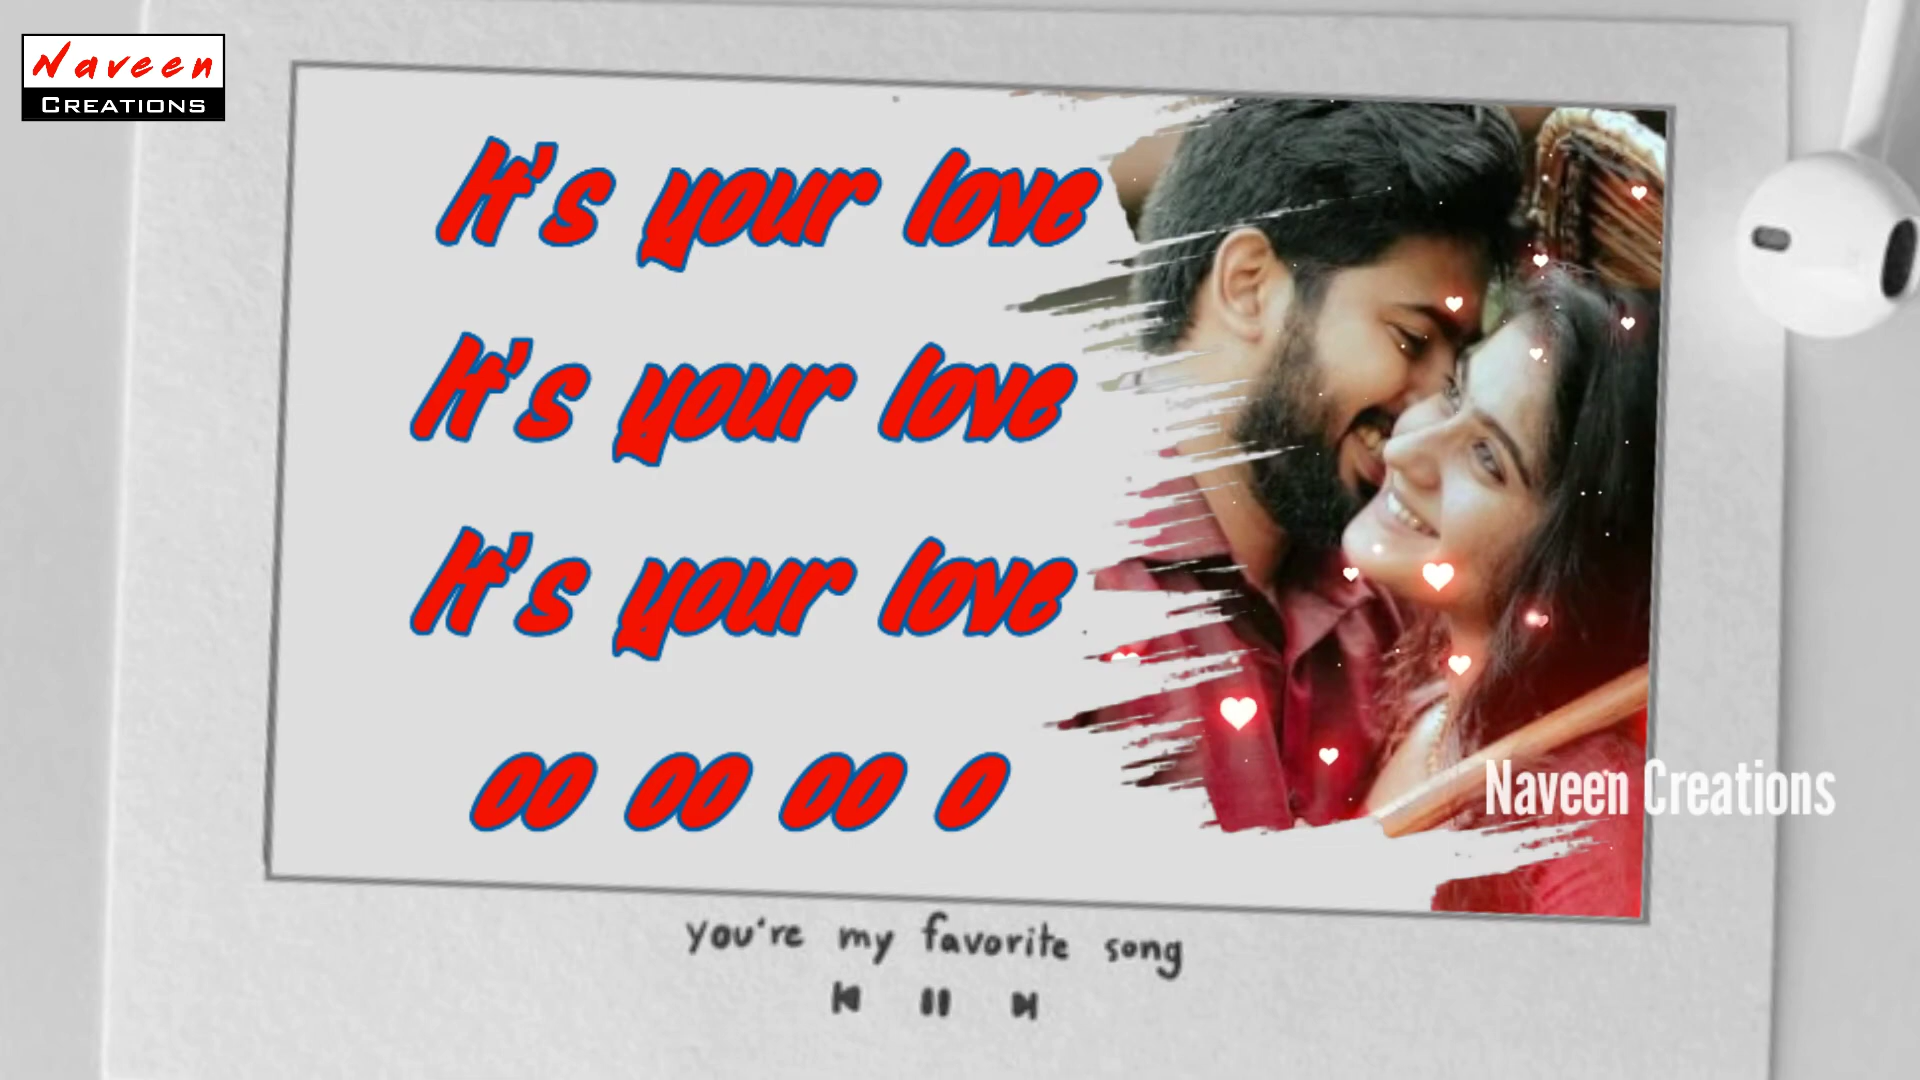 Naveen
CREATIONS
It's your love
It's your love
It's your love
oo oo oo o
Naveen Creations
you're my favorite song